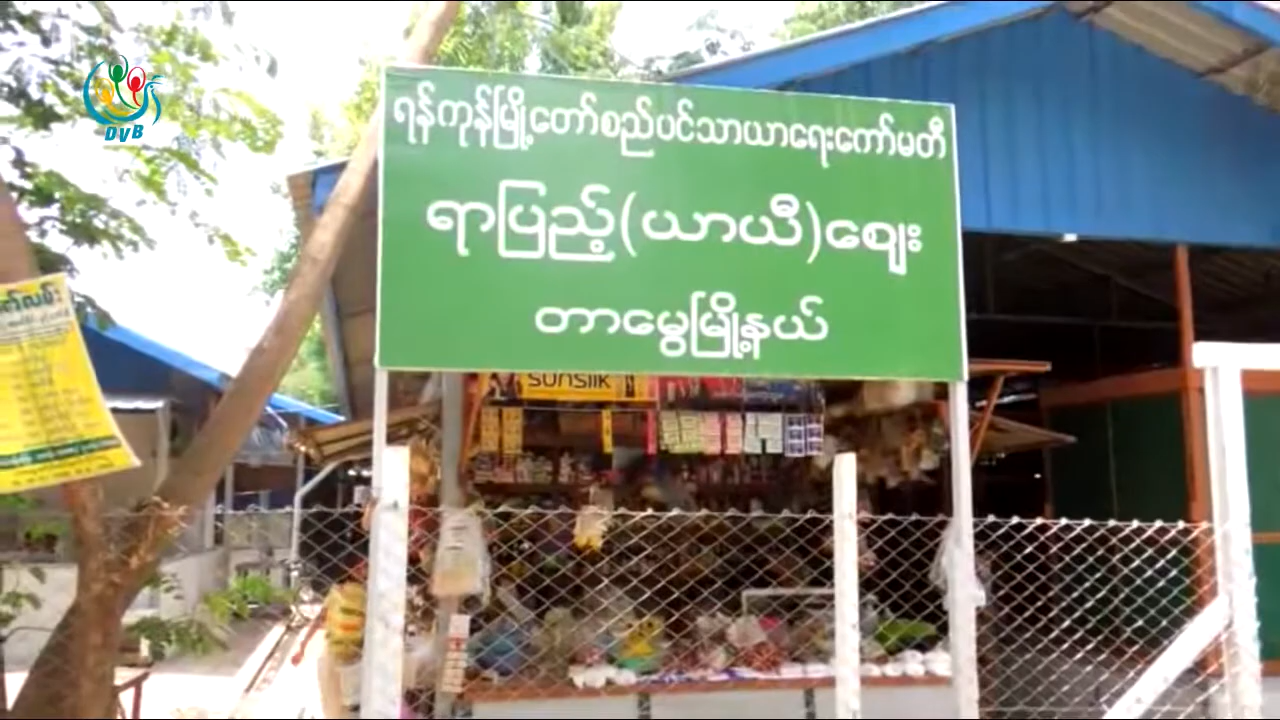 DVB
ရန်ကုန်မြို့တော်စည်ပင်သာယာရေးကော်မတီ
ရာပြည့်(ယာယီ)ဈေး
တာမွေမြို့နယ်
sunsilk